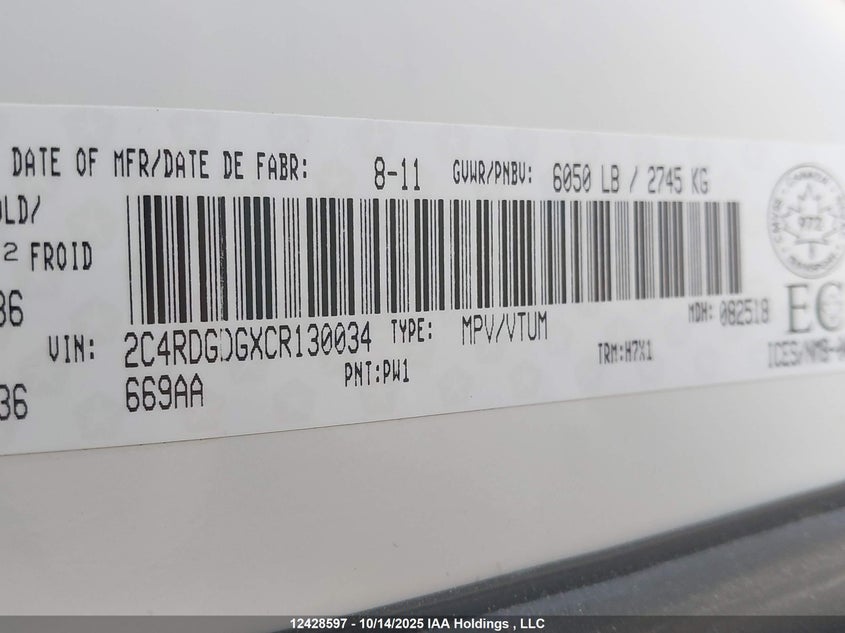 DATE OF MFR/DATE DE FABR: 8-11 GVWR/PNBV: 6050 LB / 2745 KG
OLD/
2 FROID
36
VIN: 2C4RDGDGXCR130034 TYPE: MPV/VTUM MDH: 082518
PNT:PW1 TRM:H7X1
36
669AA
CANADA
EC
12428597 - 10/14/2025 IAA Holdings , LLC